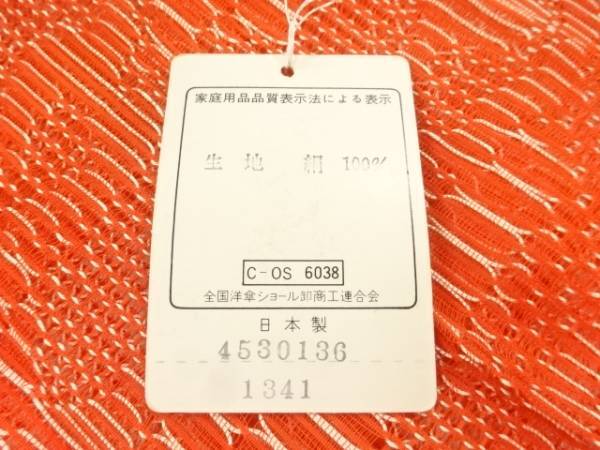 家庭用品品質表示法による表示
生地 絹 100%
C-OS 6038
全国洋傘ショール卸商工連合会
日本製
4530136
1341